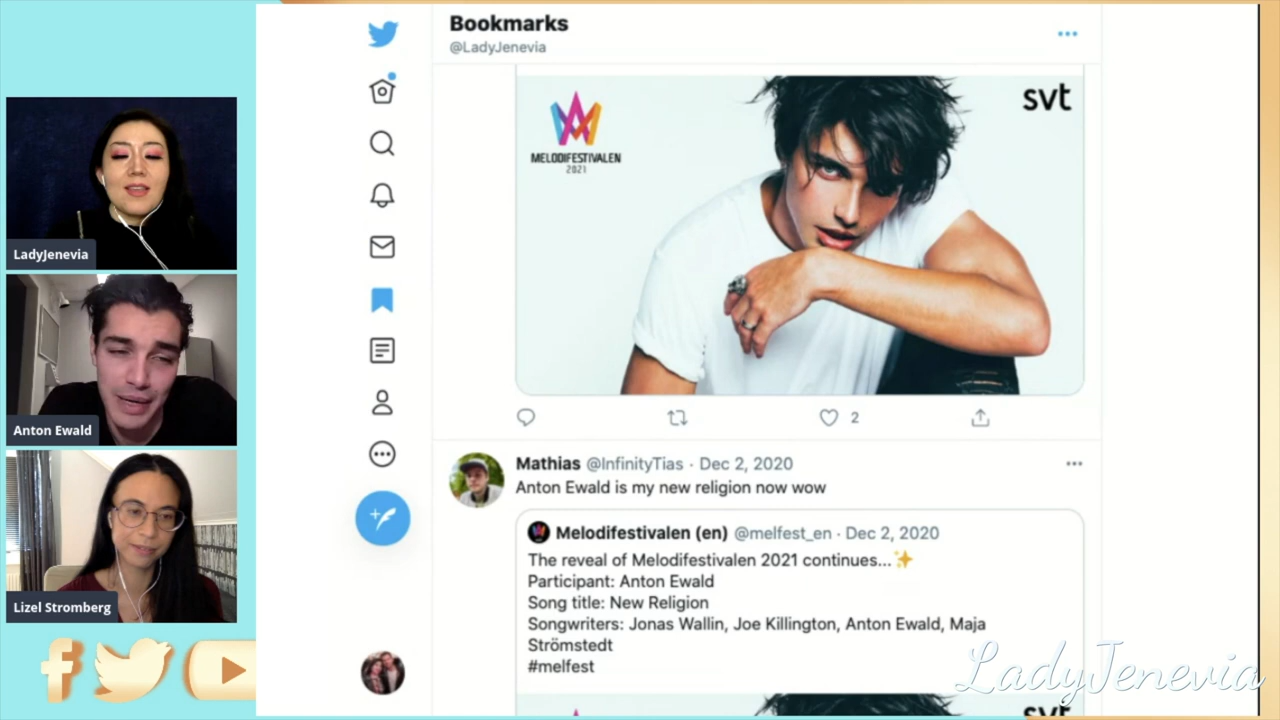 Bookmarks
@LadyJenevia
MELODIFESTIVALEN
2021
svt
2
Mathias @InfinityTias · Dec 2, 2020
Anton Ewald is my new religion now wow
Melodifestivalen (en) @melfest_en · Dec 2, 2020
The reveal of Melodifestivalen 2021 continues...✨
Participant: Anton Ewald
Song title: New Religion
Songwriters: Jonas Wallin, Joe Killington, Anton Ewald, Maja
Strömstedt
#melfest
svt
LadyJenevia
Anton Ewald
Lizel Stromberg
LadyJenevia